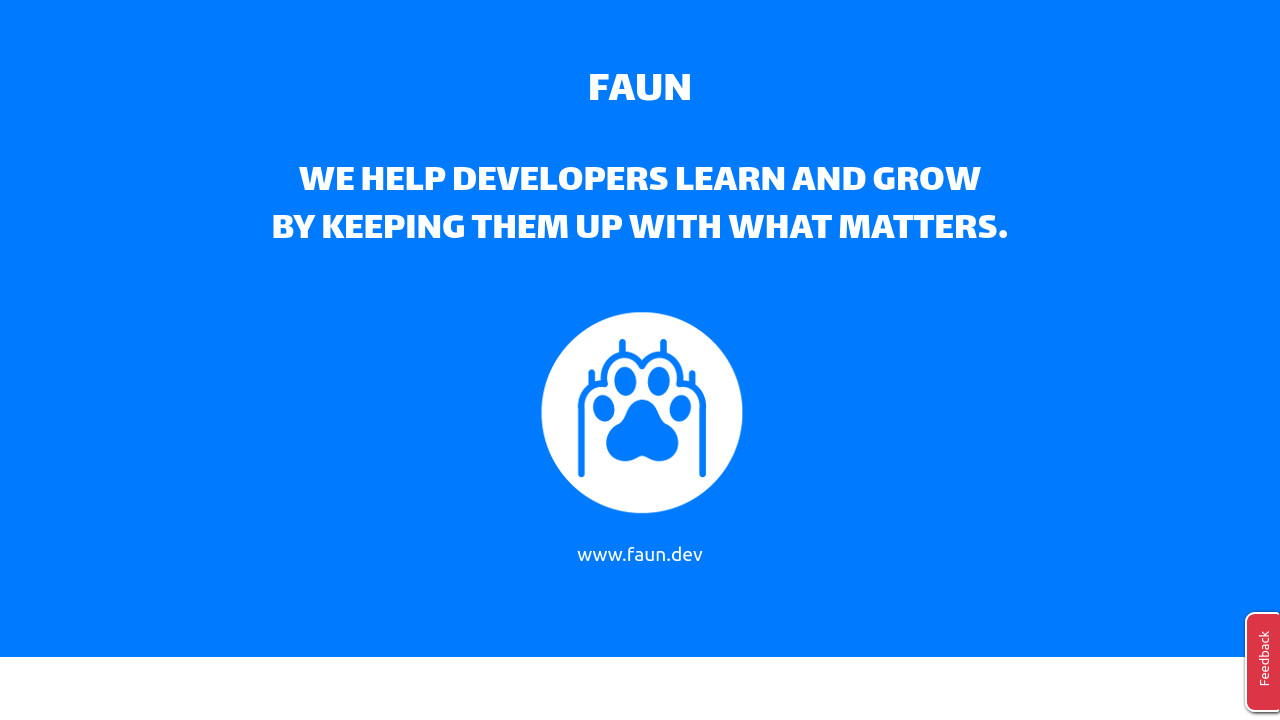 FAUN
WE HELP DEVELOPERS LEARN AND GROW
BY KEEPING THEM UP WITH WHAT MATTERS.
www.faun.dev
Feedback